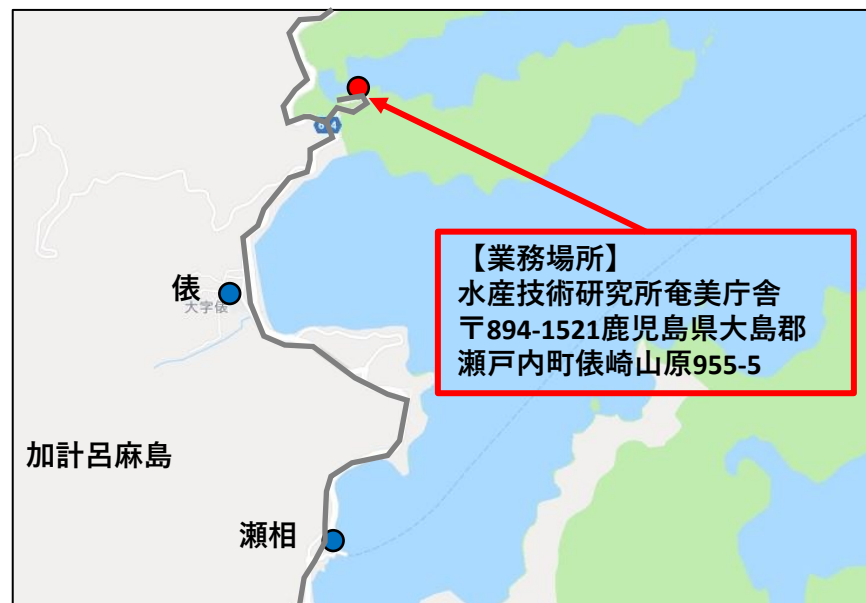 【業務場所】
水産技術研究所奄美庁舎
〒894-1521鹿児島県大島郡
瀬戸内町俵崎山原955-5
俵
大字俵
加計呂麻島
瀬相